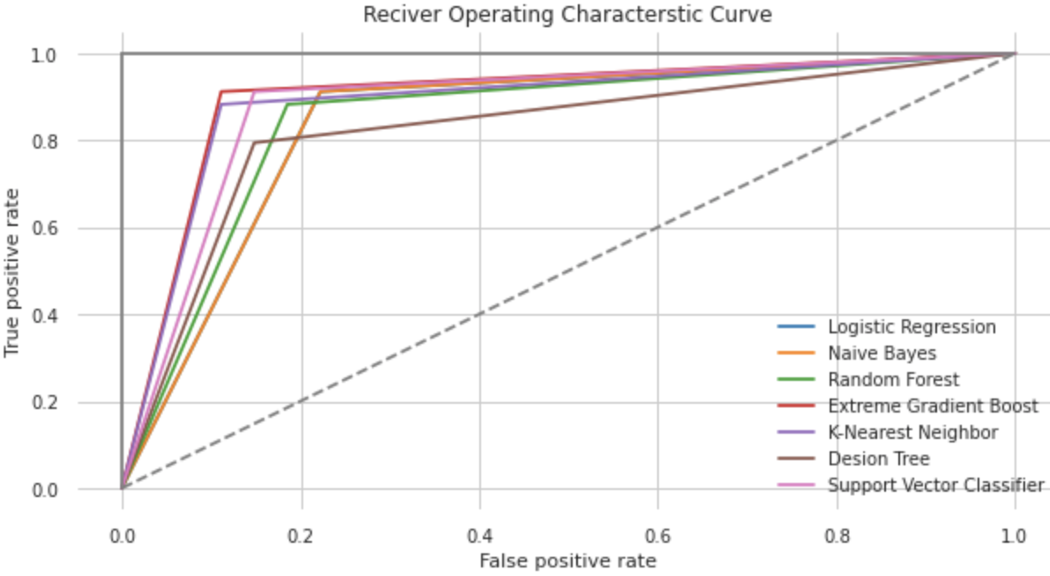 Reciver Operating Characterstic Curve
1.0
0.8
0.6
0.4
0.2
0.0
True positive rate
Logistic Regression
Naive Bayes
Random Forest
Extreme Gradient Boost
K-Nearest Neighbor
Desion Tree
Support Vector Classifier
0.0 0.2 0.4 0.6 0.8 1.0
False positive rate